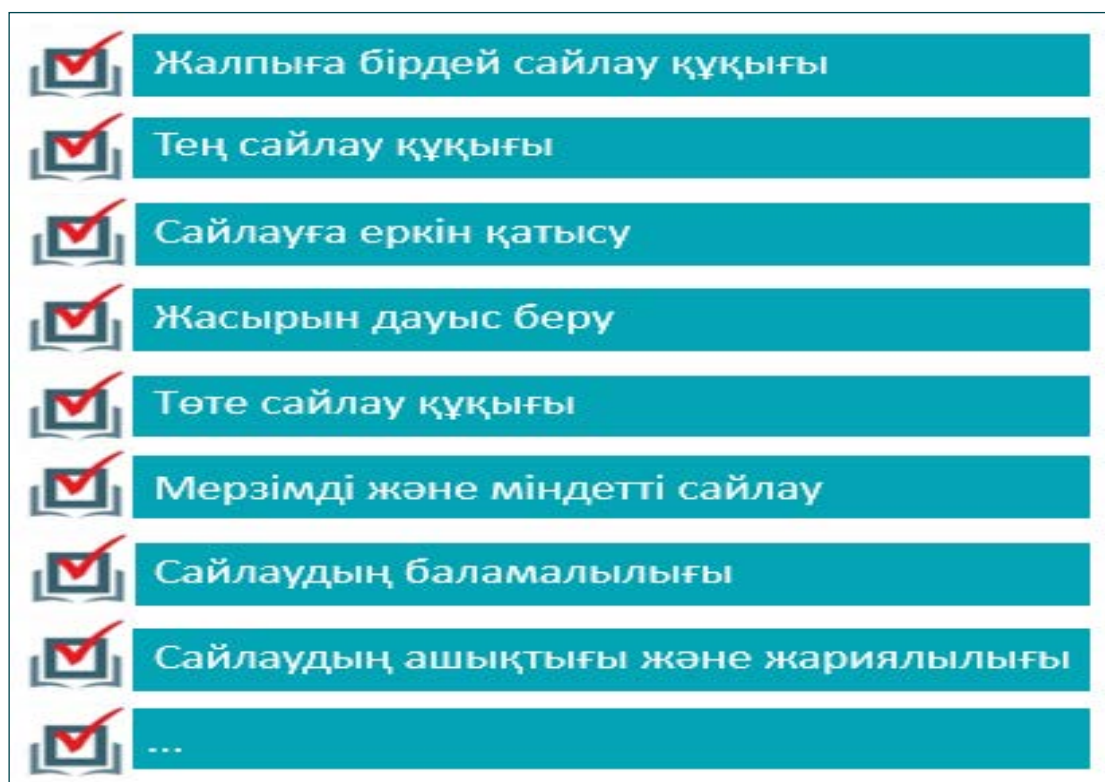 Жалпыға бірдей сайлау құқығы
Тең сайлау құқығы
Сайлауға еркін қатысу
Жасырын дауыс беру
Төте сайлау құқығы
Мерзімді және міндетті сайлау
Сайлаудың баламалылығы
Сайлаудың ашықтығы және жариялылығы
...